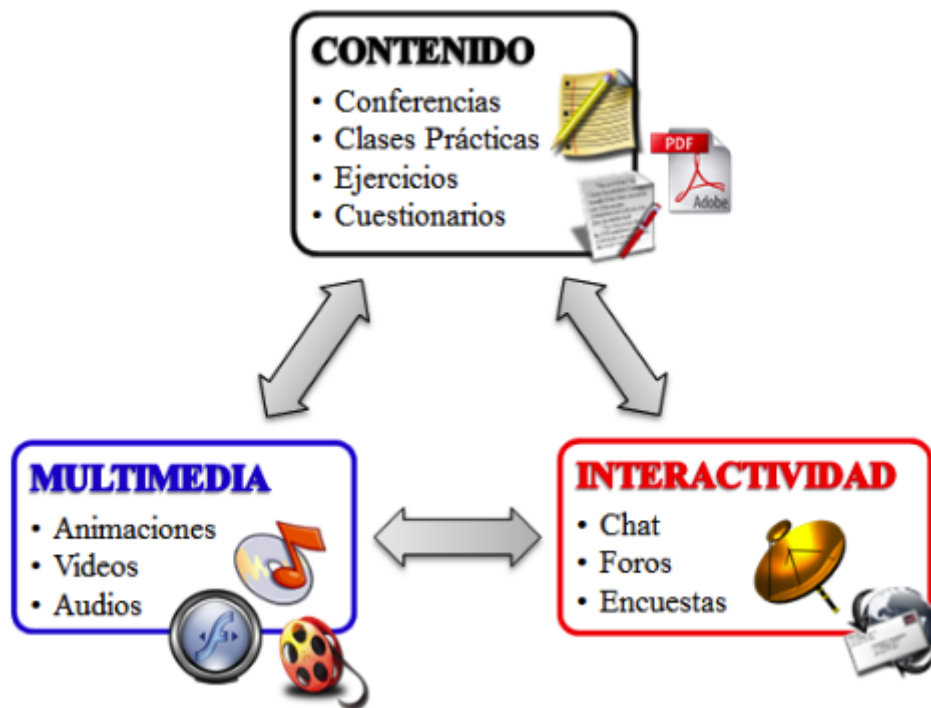 CONTENIDO
• Conferencias
• Clases Prácticas
• Ejercicios
• Cuestionarios
PDF
Adobe
MULTIMEDIA
• Animaciones
• Videos
• Audios
INTERACTIVIDAD
• Chat
• Foros
• Encuestas